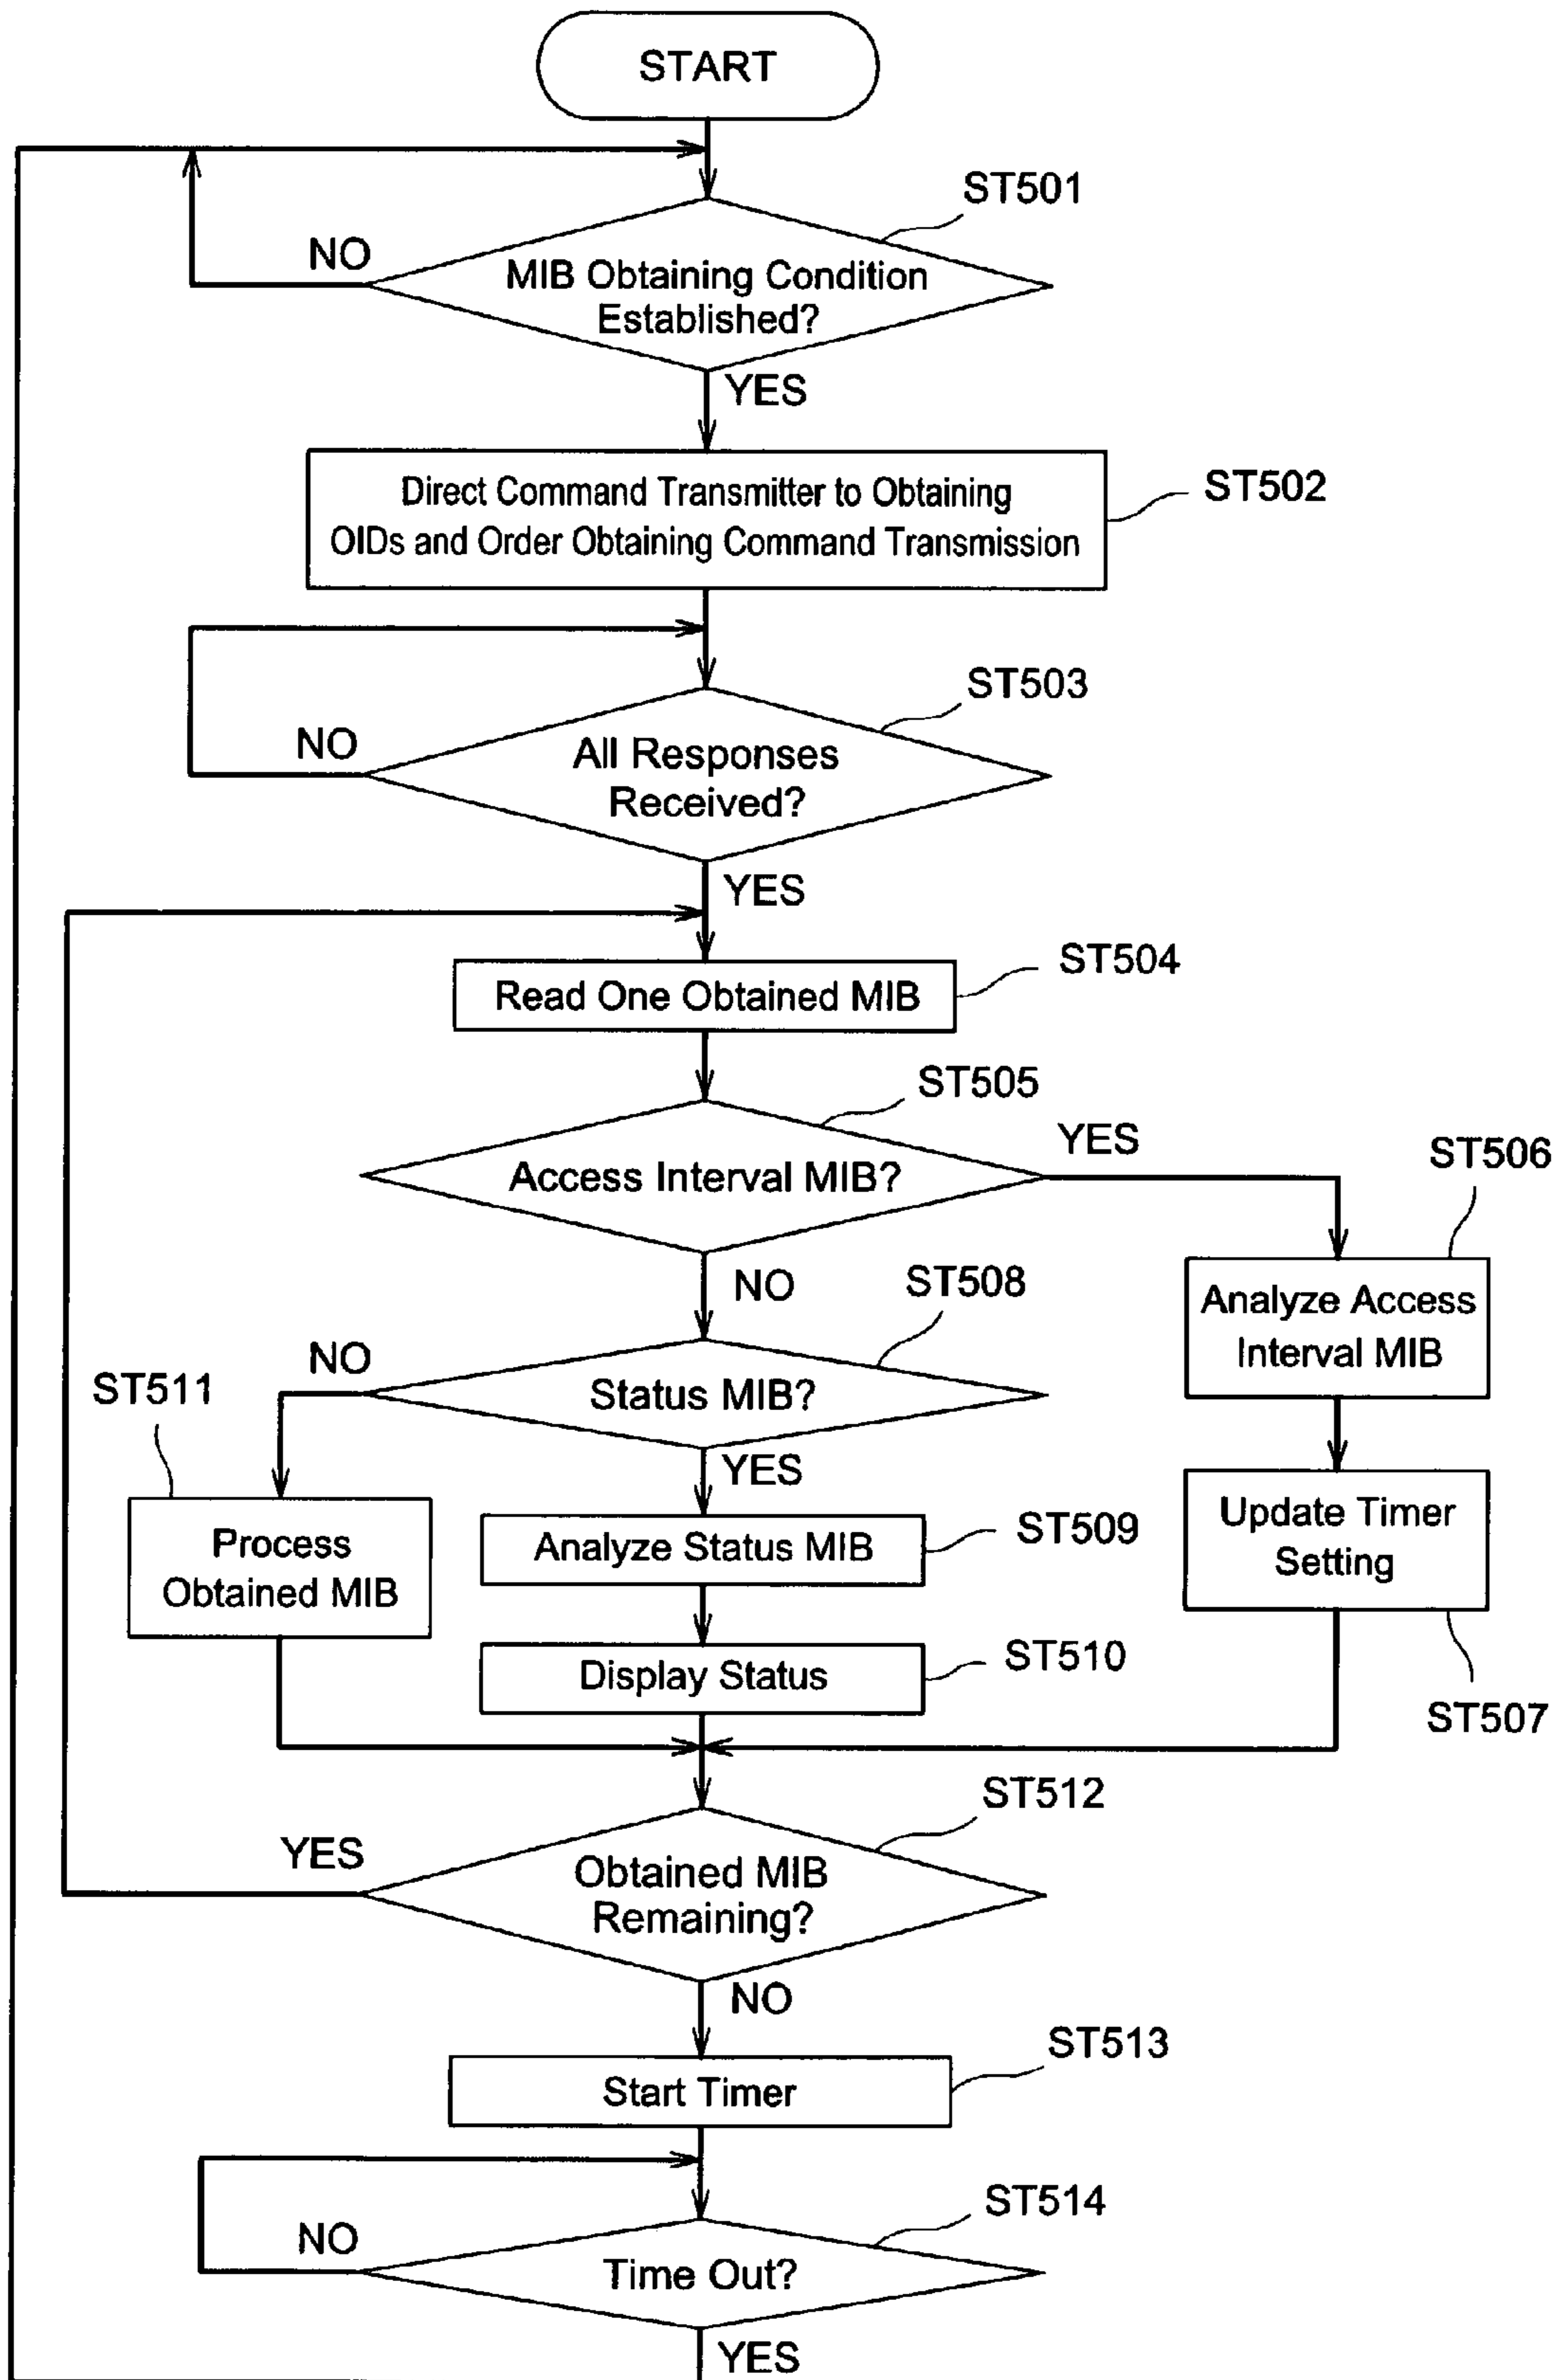 START
ST501
NO
MIB Obtaining Condition
Established?
YES
ST502
Direct Command Transmitter to Obtaining
OIDs and Order Obtaining Command Transmission
ST503
NO
All Responses
Received?
YES
ST504
Read One Obtained MIB
ST505
YES
Access Interval MIB?
ST506
NO
ST508
Analyze Access
Interval MIB
NO
ST511
Status MIB?
YES
Process
Obtained MIB
Analyze Status MIB
ST509
Update Timer
Setting
Display Status
ST510
ST507
ST512
YES
Obtained MIB
Remaining?
NO
ST513
Start Timer
ST514
NO
Time Out?
YES